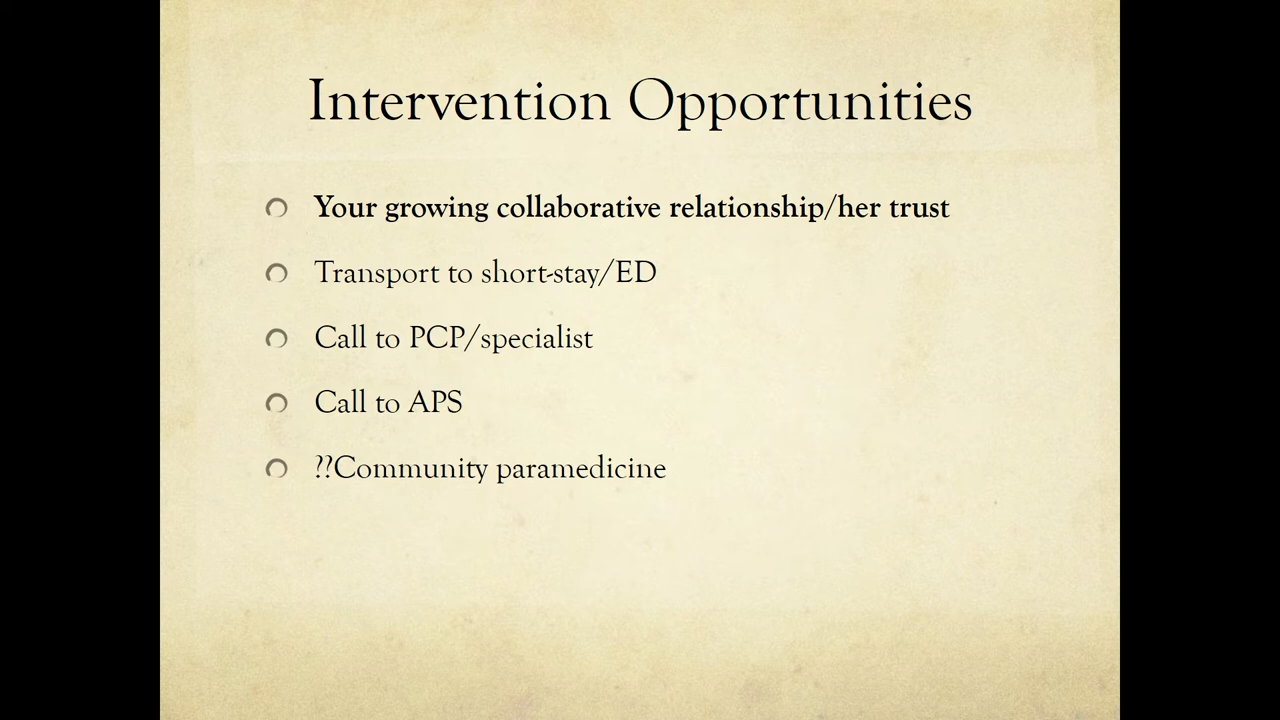 Intervention Opportunities
Your growing collaborative relationship/her trust
Transport to short-stay/ED
Call to PCP/specialist
Call to APS
??Community paramedicine